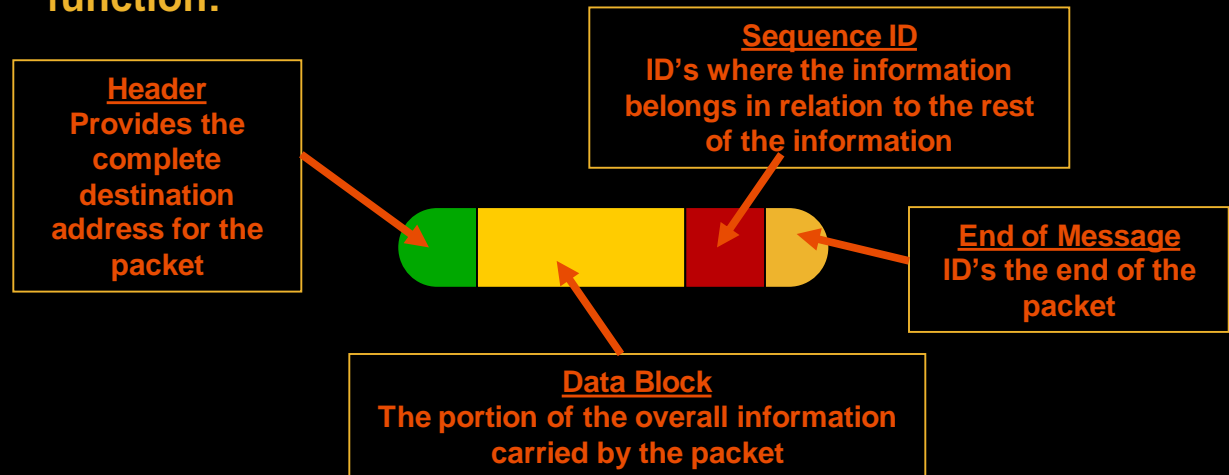 function:
Header
Provides the
complete
destination
address for the
packet
Sequence ID
ID's where the information
belongs in relation to the rest
of the information
End of Message
ID's the end of the
packet
Data Block
The portion of the overall information
carried by the packet